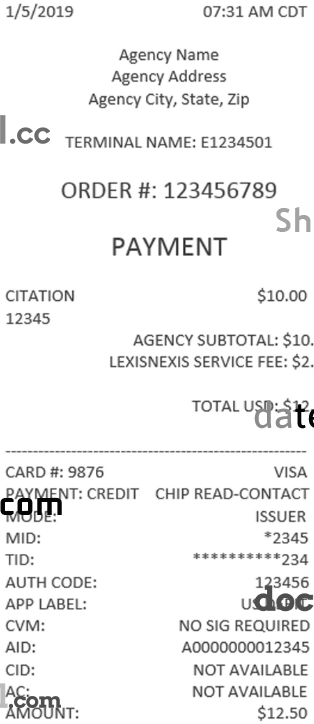 1/5/2019 07:31 AM CDT
Agency Name
Agency Address
Agency City, State, Zip
l.cc
TERMINAL NAME: E1234501
ORDER #: 123456789
Sh
PAYMENT
CITATION $10.00
12345
AGENCY SUBTOTAL: $10.
LEXISNEXIS SERVICE FEE: $2.
TOTAL USD: $12
date
------------------------------------------------------
CARD #: 9876 VISA
PAYMENT: CREDIT CHIP READ-CONTACT
com
MODE: ISSUER
MID: *2345
TID: **********234
AUTH CODE: 123456
APP LABEL: US DEBIT
doc
CVM: NO SIG REQUIRED
AID: A0000000012345
CID: NOT AVAILABLE
AC: NOT AVAILABLE
l.com
AMOUNT: $12.50